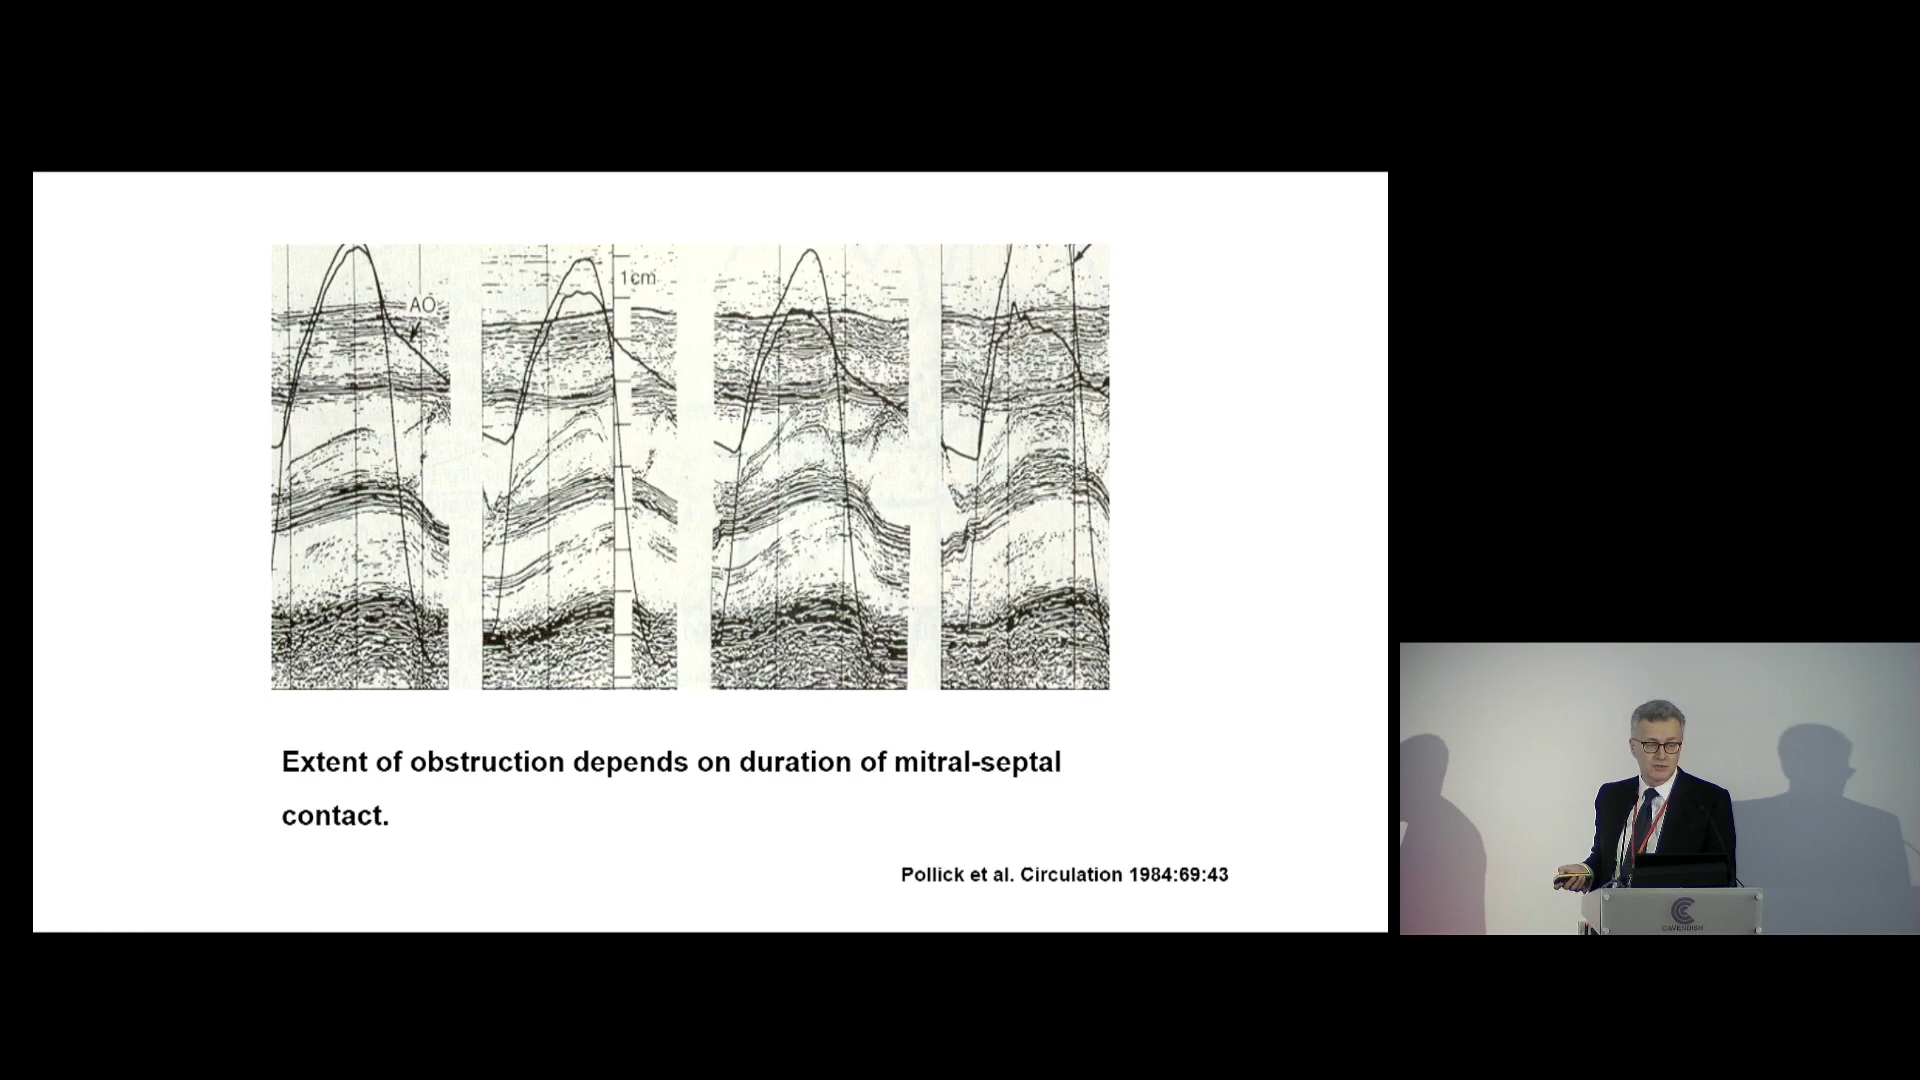 AO
1cm
Extent of obstruction depends on duration of mitral-septal
contact.
Pollick et al. Circulation 1984:69:43
CAVENDISH